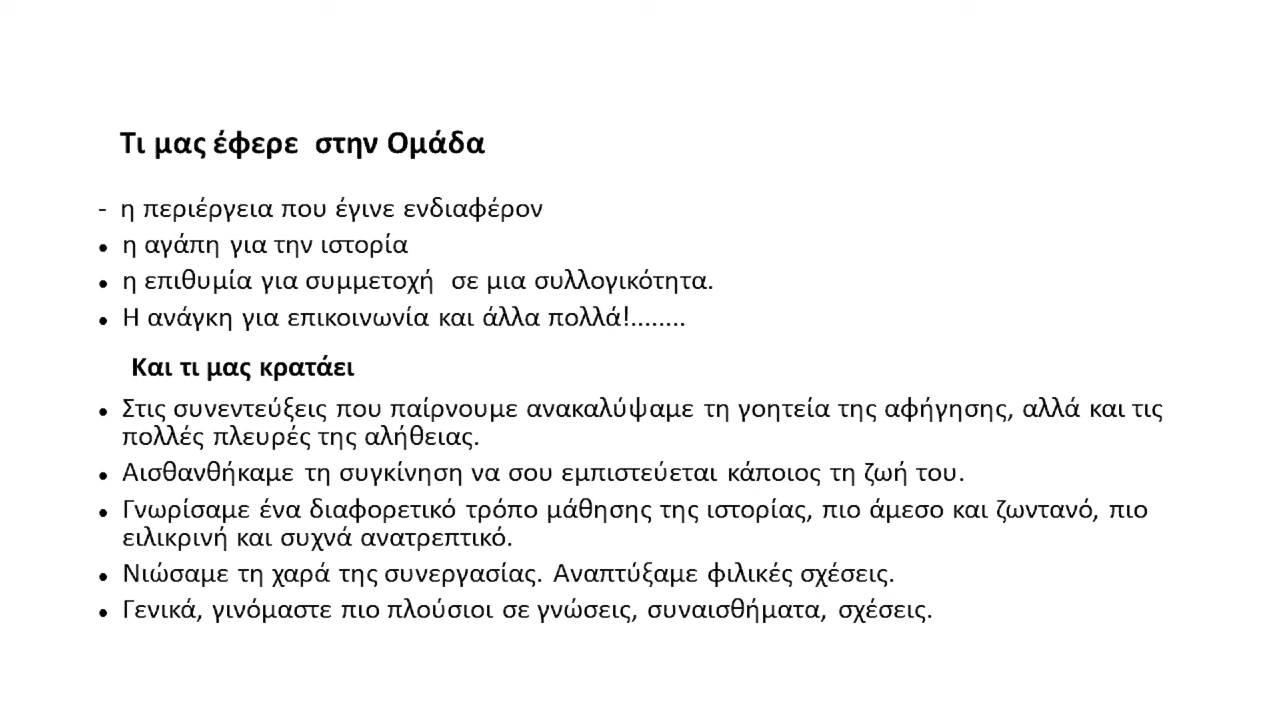 Τι μας έφερε στην Ομάδα
- η περιέργεια που έγινε ενδιαφέρον
• η αγάπη για την ιστορία
• η επιθυμία για συμμετοχή σε μια συλλογικότητα.
• Η ανάγκη για επικοινωνία και άλλα πολλά!........
Και τι μας κρατάει
• Στις συνεντεύξεις που παίρνουμε ανακαλύψαμε τη γοητεία της αφήγησης, αλλά και τις
πολλές πλευρές της αλήθειας.
• Αισθανθήκαμε τη συγκίνηση να σου εμπιστεύεται κάποιος τη ζωή του.
• Γνωρίσαμε ένα διαφορετικό τρόπο μάθησης της ιστορίας, πιο άμεσο και ζωντανό, πιο
ειλικρινή και συχνά ανατρεπτικό.
• Νιώσαμε τη χαρά της συνεργασίας. Αναπτύξαμε φιλικές σχέσεις.
• Γενικά, γινόμαστε πιο πλούσιοι σε γνώσεις, συναισθήματα, σχέσεις.